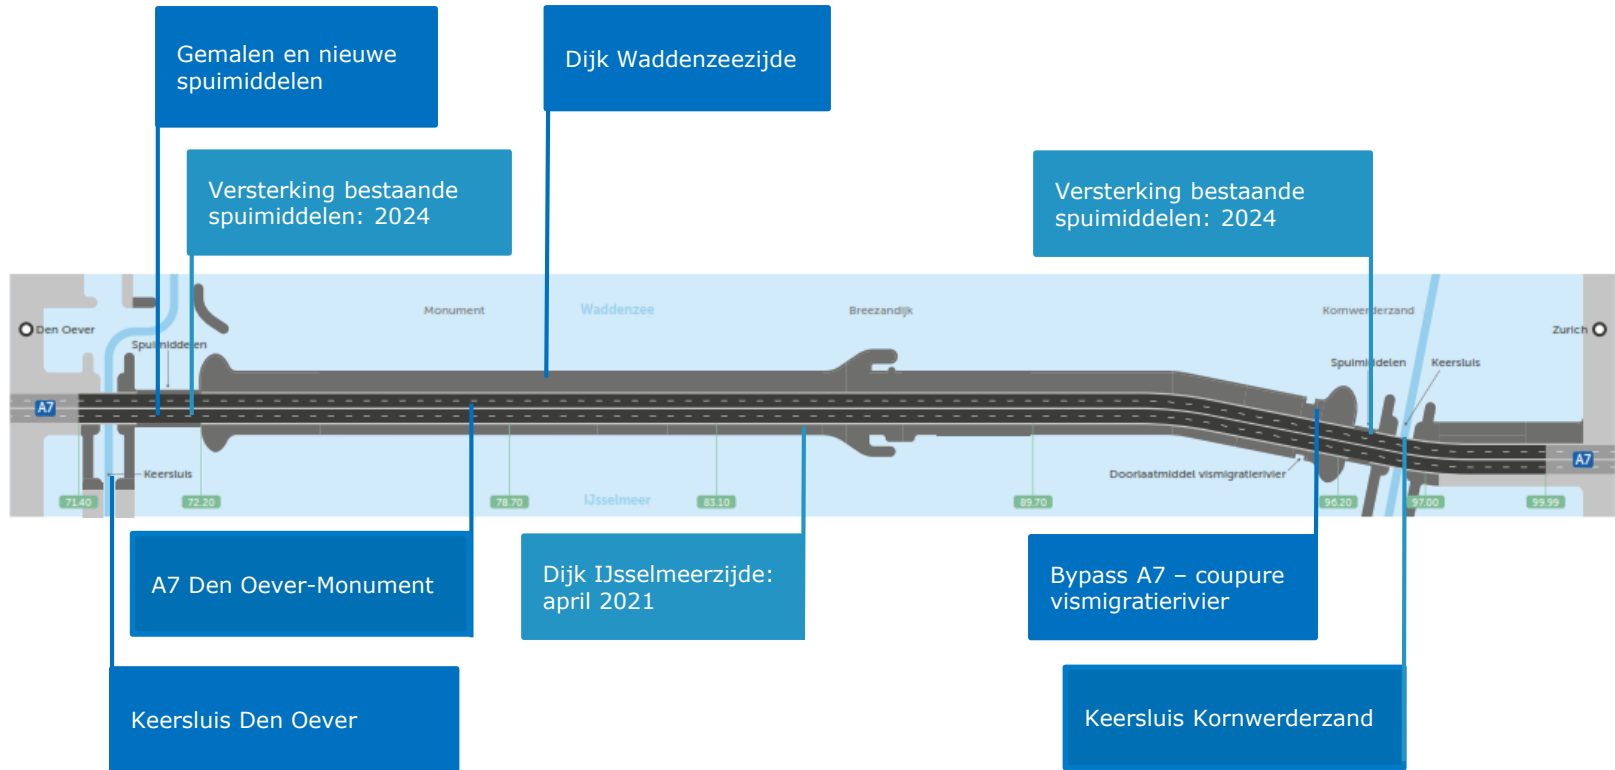 Gemalen en nieuwe
spuimiddelen
Dijk Waddenzeezijde
Versterking bestaande
spuimiddelen: 2024
Versterking bestaande
spuimiddelen: 2024
Monument
Waddenzee
Breezandijk
Kornwerderzand
Den Oever
Zurich
Spuimiddelen
Spuimiddelen
Keersluis
A7
A7
Keersluis
Doorlaatmiddel vismigratierivier
71.40
72.20
78.70
IJsselmeer
83.10
89.70
96.20
97.00
99.99
A7 Den Oever-Monument
Dijk IJsselmeerzijde:
april 2021
Bypass A7 – coupure
vismigratierivier
Keersluis Den Oever
Keersluis Kornwerderzand